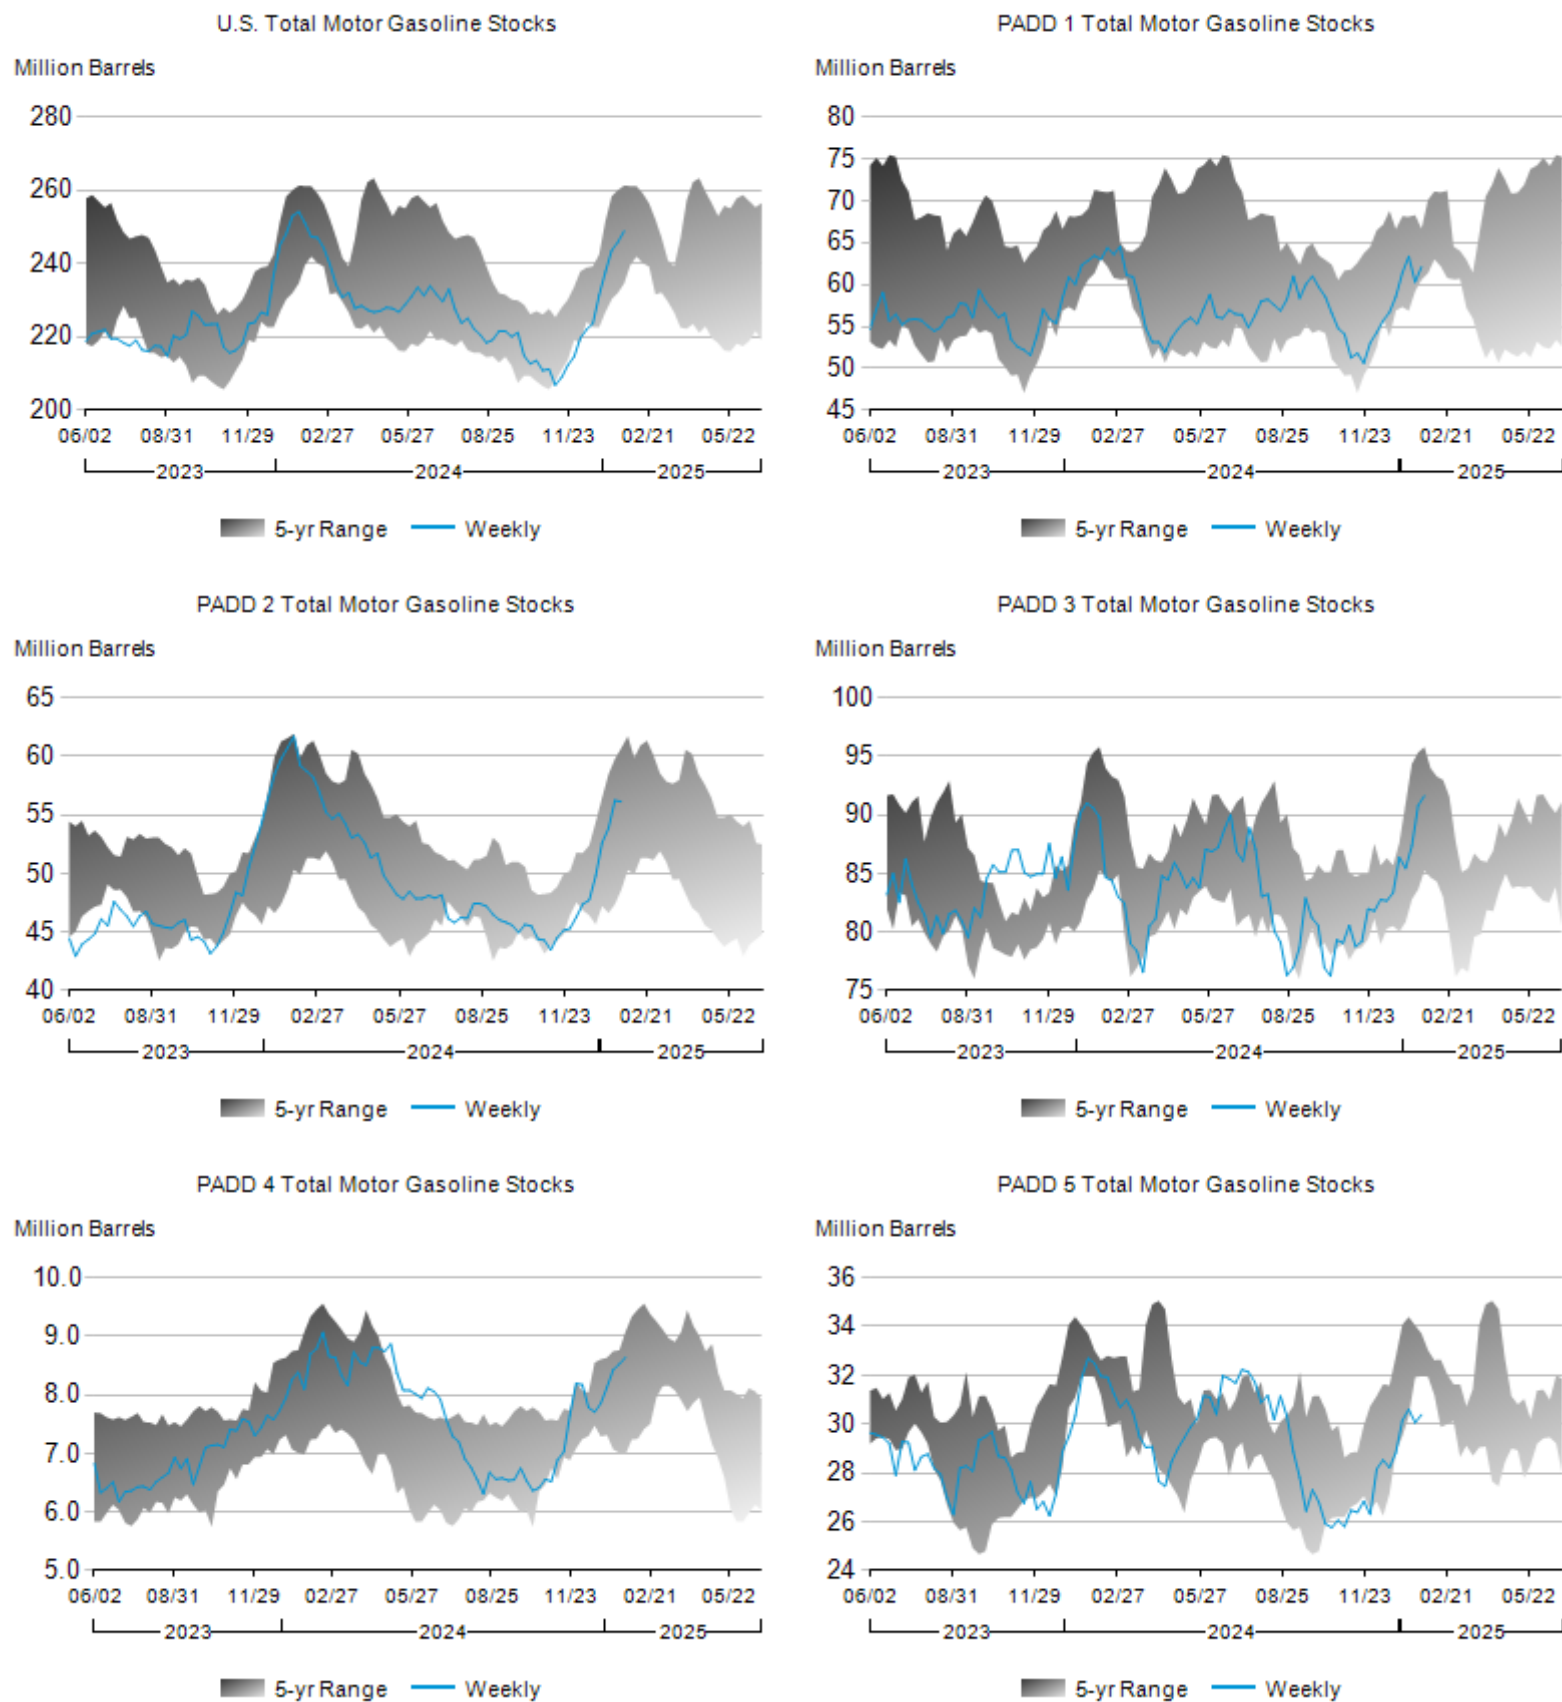 U.S. Total Motor Gasoline Stocks
Million Barrels
280
260
240
220
200
06/02 08/31 11/29 02/27 05/27 08/25 11/23 02/21 05/22
2023 2024 2025
5-yr Range Weekly
PADD 1 Total Motor Gasoline Stocks
Million Barrels
80
75
70
65
60
55
50
45
06/02 08/31 11/29 02/27 05/27 08/25 11/23 02/21 05/22
2023 2024 2025
5-yr Range Weekly
PADD 2 Total Motor Gasoline Stocks
Million Barrels
65
60
55
50
45
40
06/02 08/31 11/29 02/27 05/27 08/25 11/23 02/21 05/22
2023 2024 2025
5-yr Range Weekly
PADD 3 Total Motor Gasoline Stocks
Million Barrels
100
95
90
85
80
75
06/02 08/31 11/29 02/27 05/27 08/25 11/23 02/21 05/22
2023 2024 2025
5-yr Range Weekly
PADD 4 Total Motor Gasoline Stocks
Million Barrels
10.0
9.0
8.0
7.0
6.0
5.0
06/02 08/31 11/29 02/27 05/27 08/25 11/23 02/21 05/22
2023 2024 2025
5-yr Range Weekly
PADD 5 Total Motor Gasoline Stocks
Million Barrels
36
34
32
30
28
26
24
06/02 08/31 11/29 02/27 05/27 08/25 11/23 02/21 05/22
2023 2024 2025
5-yr Range Weekly